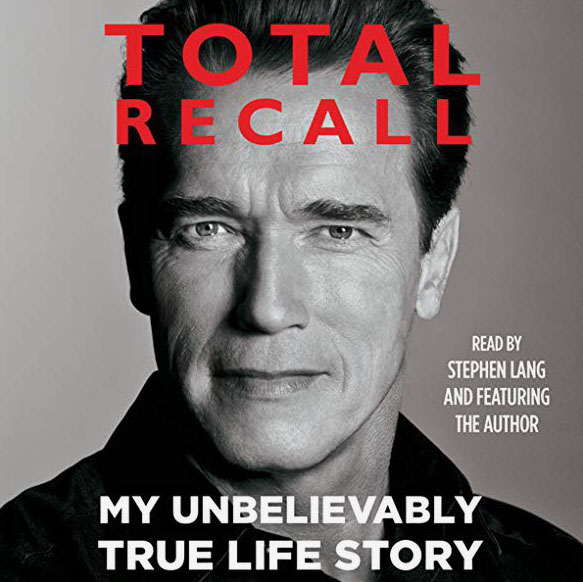 TOTAL
RECALL
READ BY
STEPHEN LANG
AND FEATURING
THE AUTHOR
MY UNBELIEVABLY
TRUE LIFE STORY